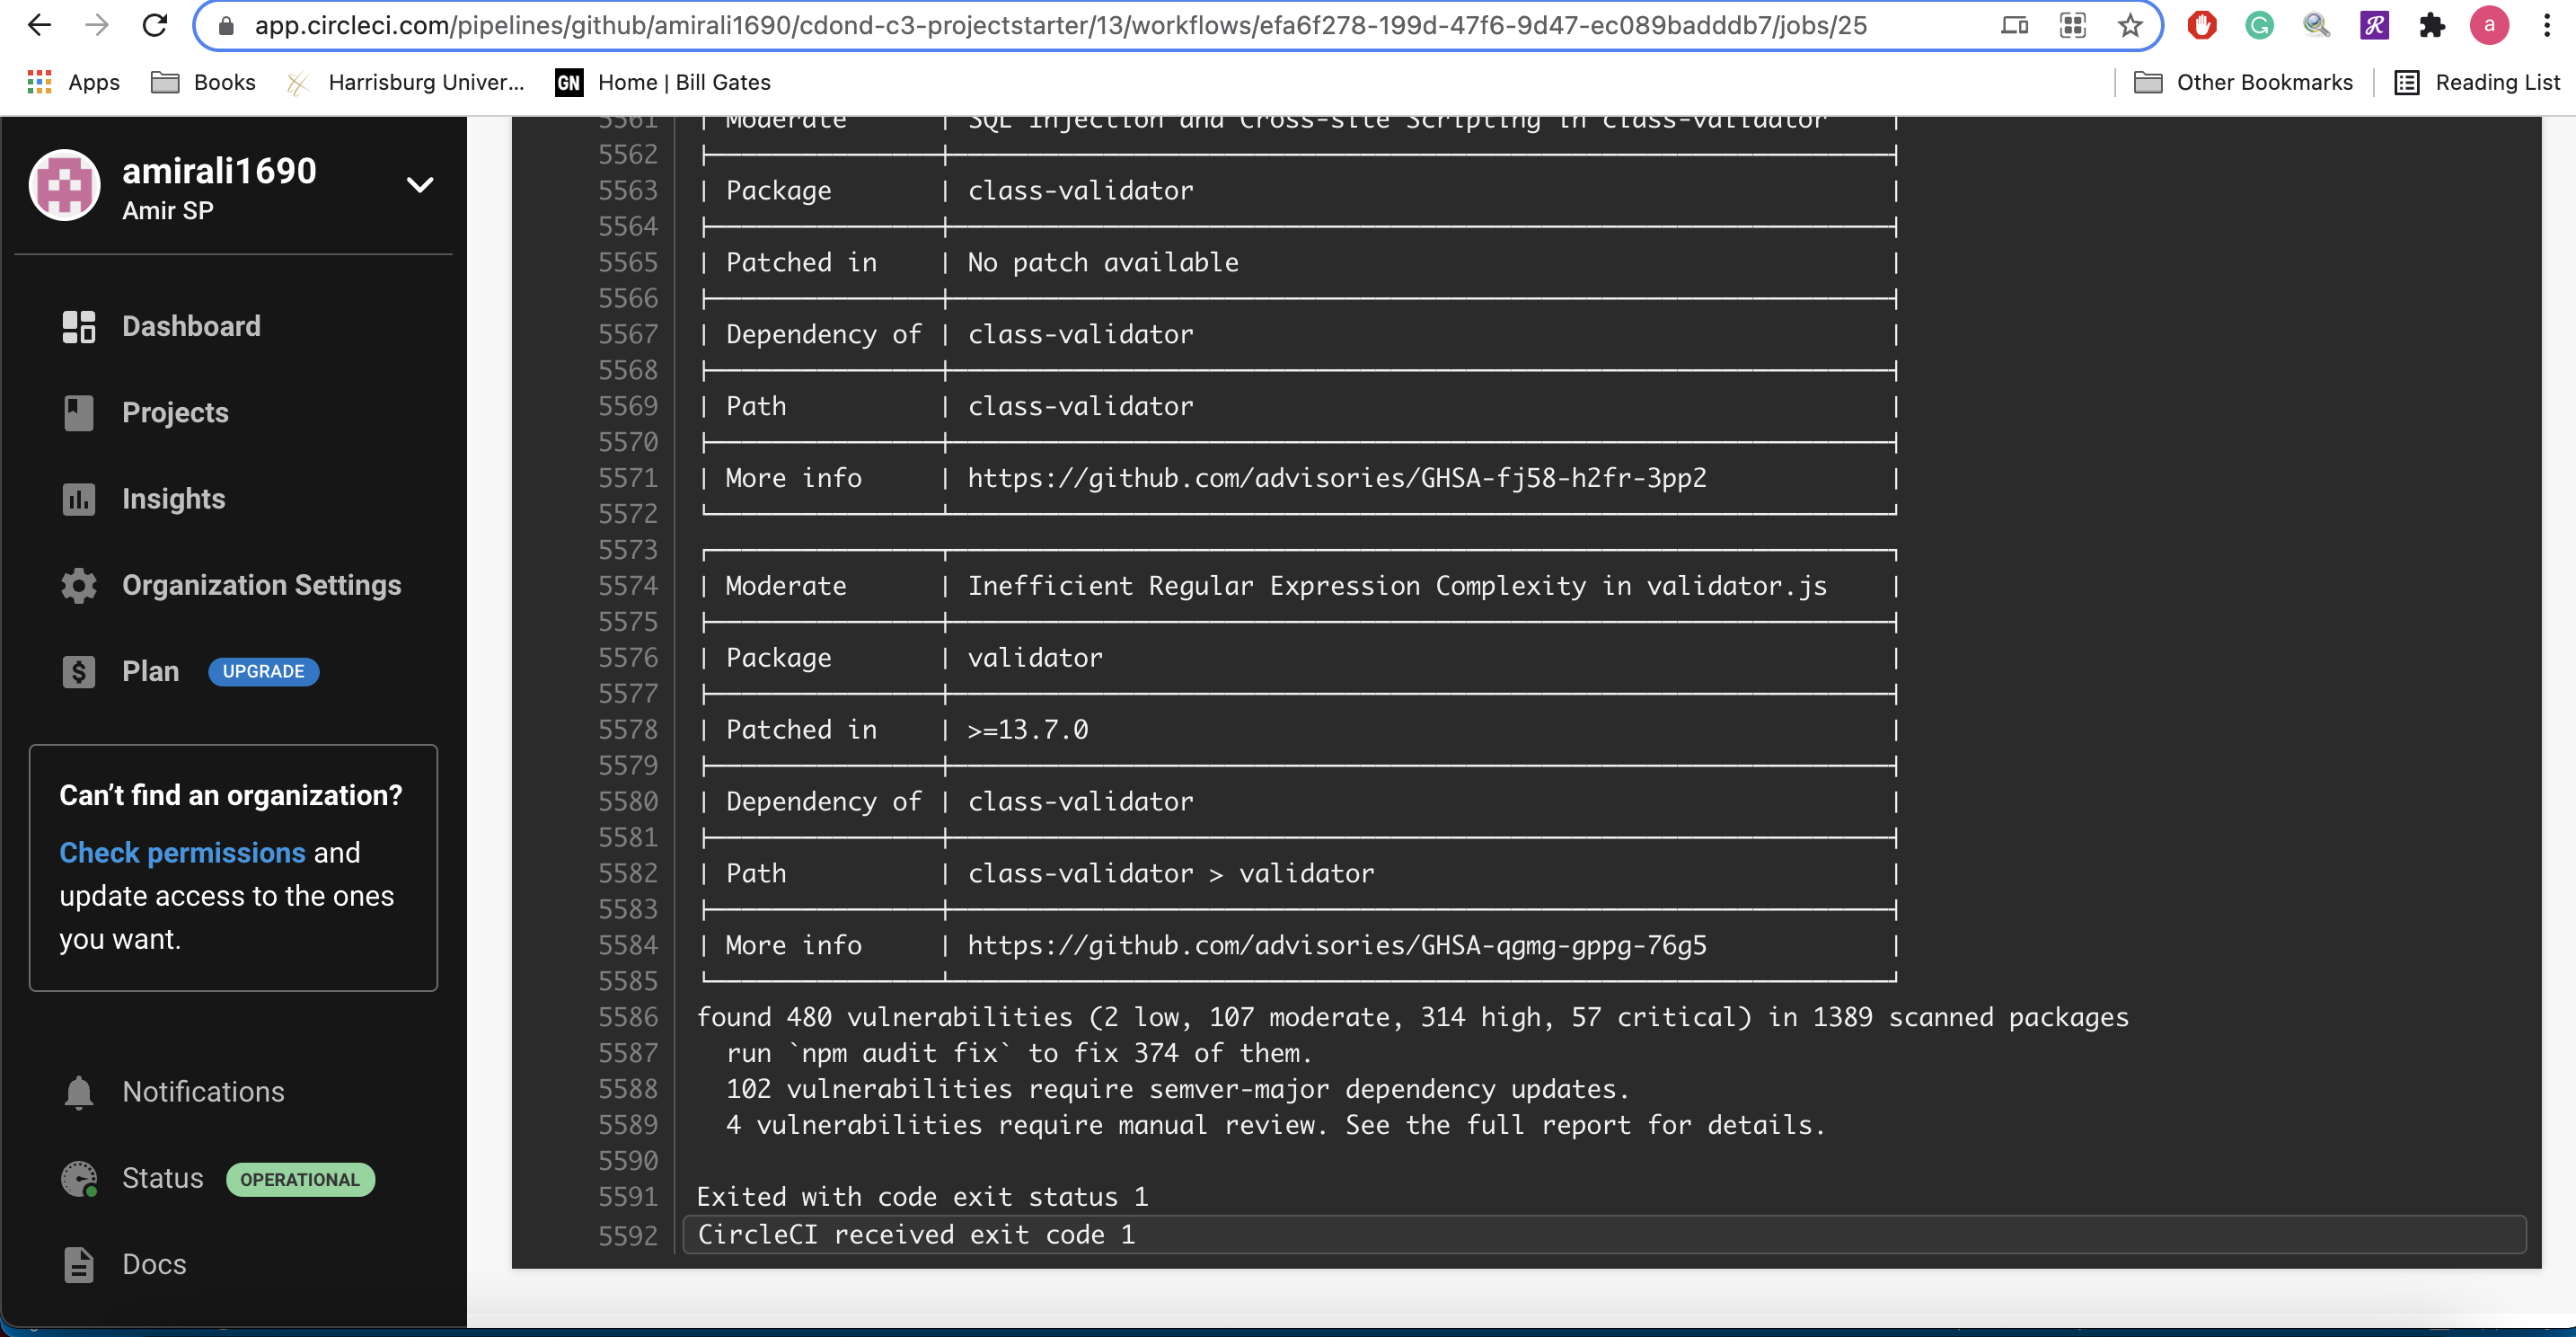 app.circleci.com/pipelines/github/amirali1690/cdond-c3-projectstarter/13/workflows/efa6f278-199d-47f6-9d47-ec089badddb7/jobs/25
a
Apps
Books
Harrisburg Univer...
GN
Home | Bill Gates
Other Bookmarks
Reading List
amirali1690
Amir SP
Dashboard
Projects
Insights
Organization Settings
Plan
UPGRADE
Can't find an organization?
Check permissions and
update access to the ones
you want.
Notifications
Status
OPERATIONAL
Docs
5561 | Moderate | SQL Injection and Cross-site Scripting in class-validator |
5562
5563 | Package | class-validator |
5564
5565 | Patched in | No patch available |
5566
5567 | Dependency of | class-validator |
5568
5569 | Path | class-validator |
5570
5571 | More info | https://github.com/advisories/GHSA-fj58-h2fr-3pp2 |
5572
5573
5574 | Moderate | Inefficient Regular Expression Complexity in validator.js |
5575
5576 | Package | validator |
5577
5578 | Patched in | >=13.7.0 |
5579
5580 | Dependency of | class-validator |
5581
5582 | Path | class-validator > validator |
5583
5584 | More info | https://github.com/advisories/GHSA-qgmg-gppg-76g5 |
5585
5586 found 480 vulnerabilities (2 low, 107 moderate, 314 high, 57 critical) in 1389 scanned packages
5587 run `npm audit fix` to fix 374 of them.
5588 102 vulnerabilities require semver-major dependency updates.
5589 4 vulnerabilities require manual review. See the full report for details.
5590
5591 Exited with code exit status 1
5592 CircleCI received exit code 1